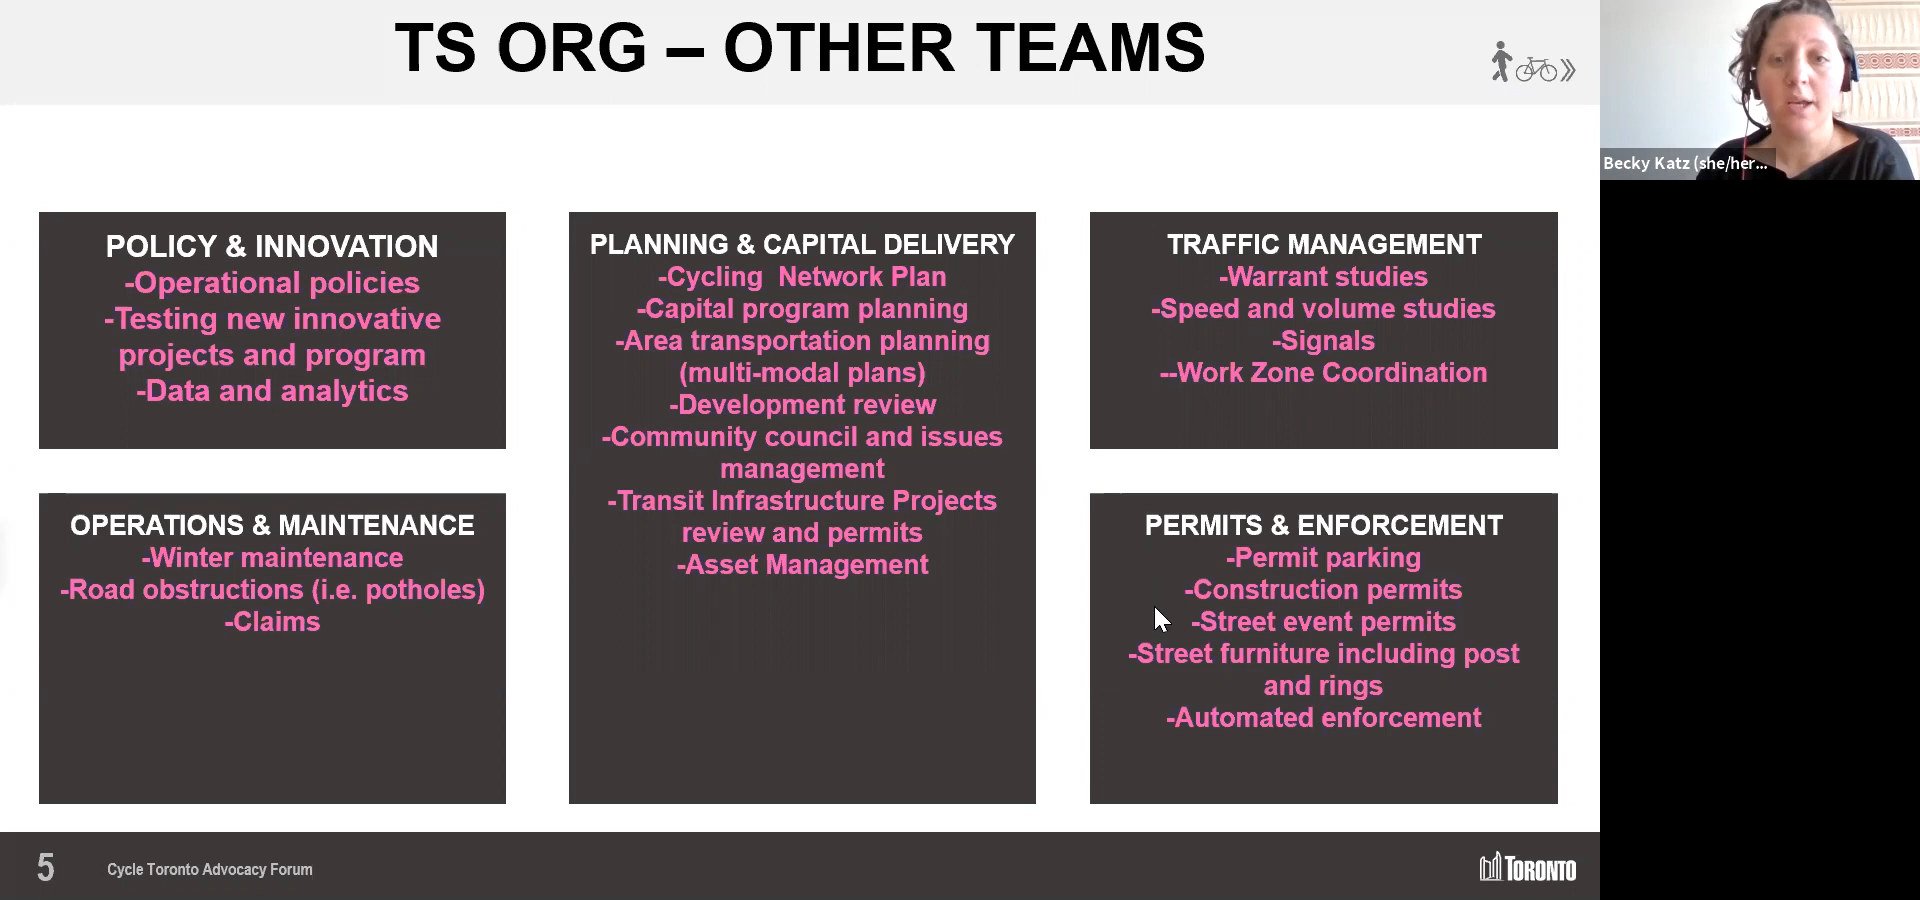 TS ORG – OTHER TEAMS
Becky Katz (she/her...
POLICY & INNOVATION
-Operational policies
-Testing new innovative
projects and program
-Data and analytics
PLANNING & CAPITAL DELIVERY
-Cycling  Network Plan
-Capital program planning
-Area transportation planning
(multi-modal plans)
-Development review
-Community council and issues
management
-Transit Infrastructure Projects
review and permits
-Asset Management
TRAFFIC MANAGEMENT
-Warrant studies
-Speed and volume studies
-Signals
--Work Zone Coordination
OPERATIONS & MAINTENANCE
-Winter maintenance
-Road obstructions (i.e. potholes)
-Claims
PERMITS & ENFORCEMENT
-Permit parking
-Construction permits
-Street event permits
-Street furniture including post
and rings
-Automated enforcement
5
Cycle Toronto Advocacy Forum
TORONTO